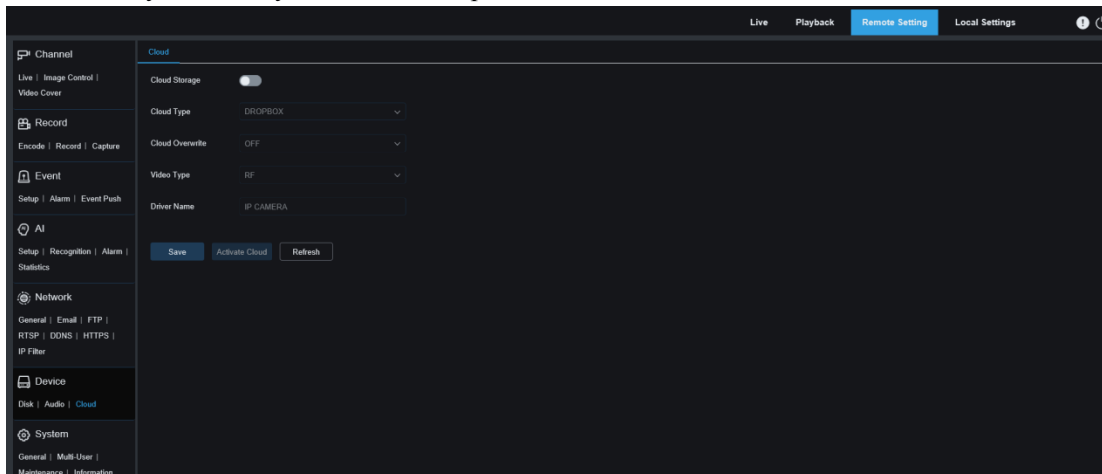 Live Playback Remote Setting Local Settings
Channel
Live | Image Control |
Video Cover
Record
Encode | Record | Capture
Event
Setup | Alarm | Event Push
AI
Setup | Recognition | Alarm |
Statistics
Network
General | Email | FTP |
RTSP | DDNS | HTTPS |
IP Filter
Device
Disk | Audio | Cloud
System
General | Multi-User |
Maintenance | Information
Cloud
Cloud Storage
Cloud Type DROPBOX
Cloud Overwrite OFF
Video Type RF
Driver Name IP CAMERA
Save Activate Cloud Refresh